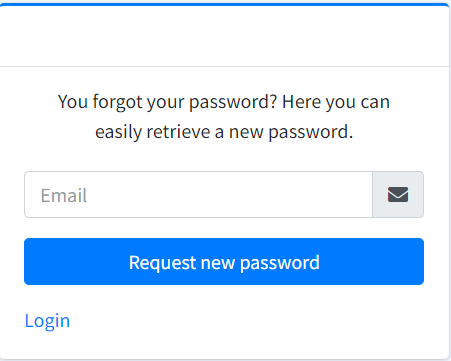 You forgot your password? Here you can
easily retrieve a new password.
Email
Request new password
Login